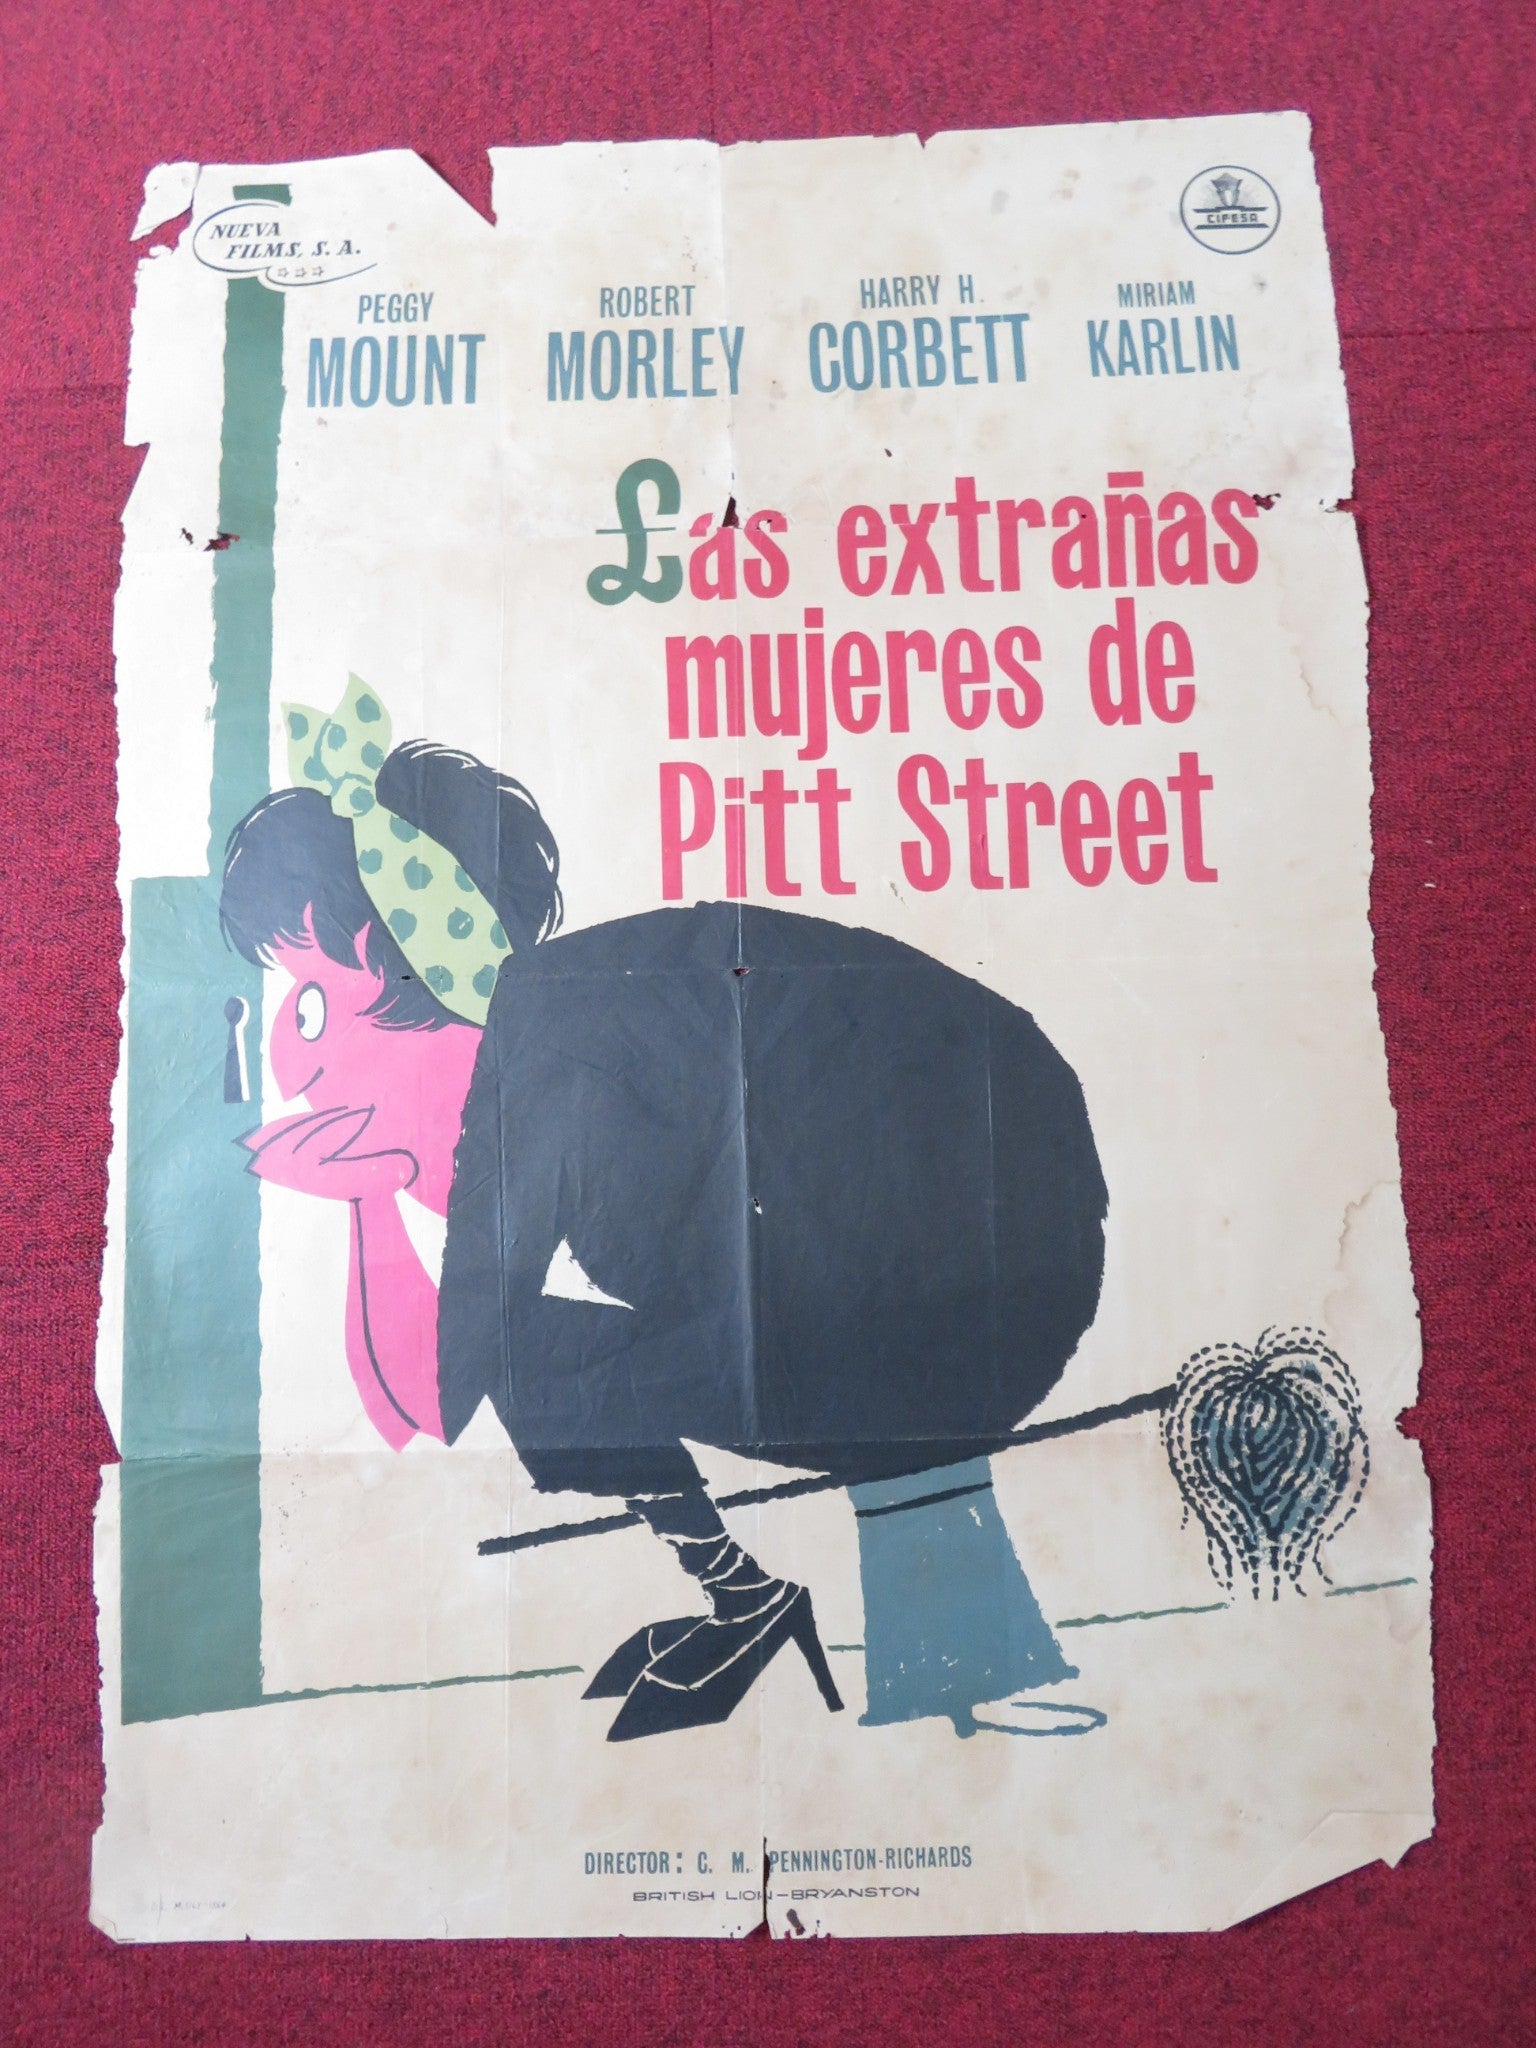 NUEVA
FILMS, S. A.
CIFESA
PEGGY
MOUNT
ROBERT
MORLEY
HARRY H.
CORBETT
MIRIAM
KARLIN
Las extrañas
mujeres de
Pitt Street
DIRECTOR: C. M. PENNINGTON-RICHARDS
BRITISH LION-BRYANSTON